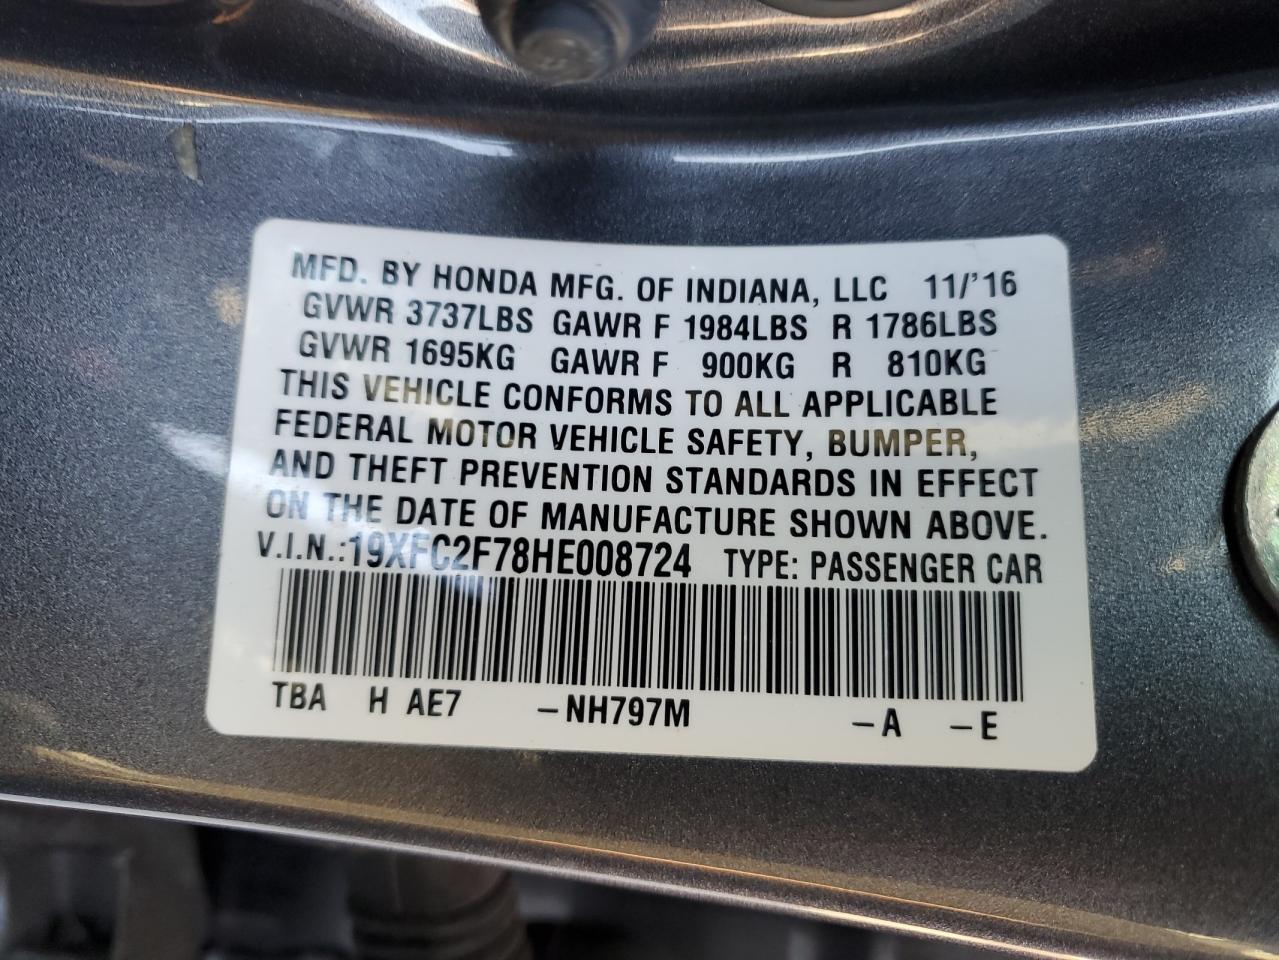 MFD. BY HONDA MFG. OF INDIANA, LLC 11/'16
GVWR 3737LBS GAWR F 1984LBS R 1786LBS
GVWR 1695KG GAWR F 900KG R 810KG
THIS VEHICLE CONFORMS TO ALL APPLICABLE
FEDERAL MOTOR VEHICLE SAFETY, BUMPER,
AND THEFT PREVENTION STANDARDS IN EFFECT
ON THE DATE OF MANUFACTURE SHOWN ABOVE.
V.I.N.:19XFC2F78HE008724 TYPE: PASSENGER CAR
TBA H AE7 -NH797M -A -E